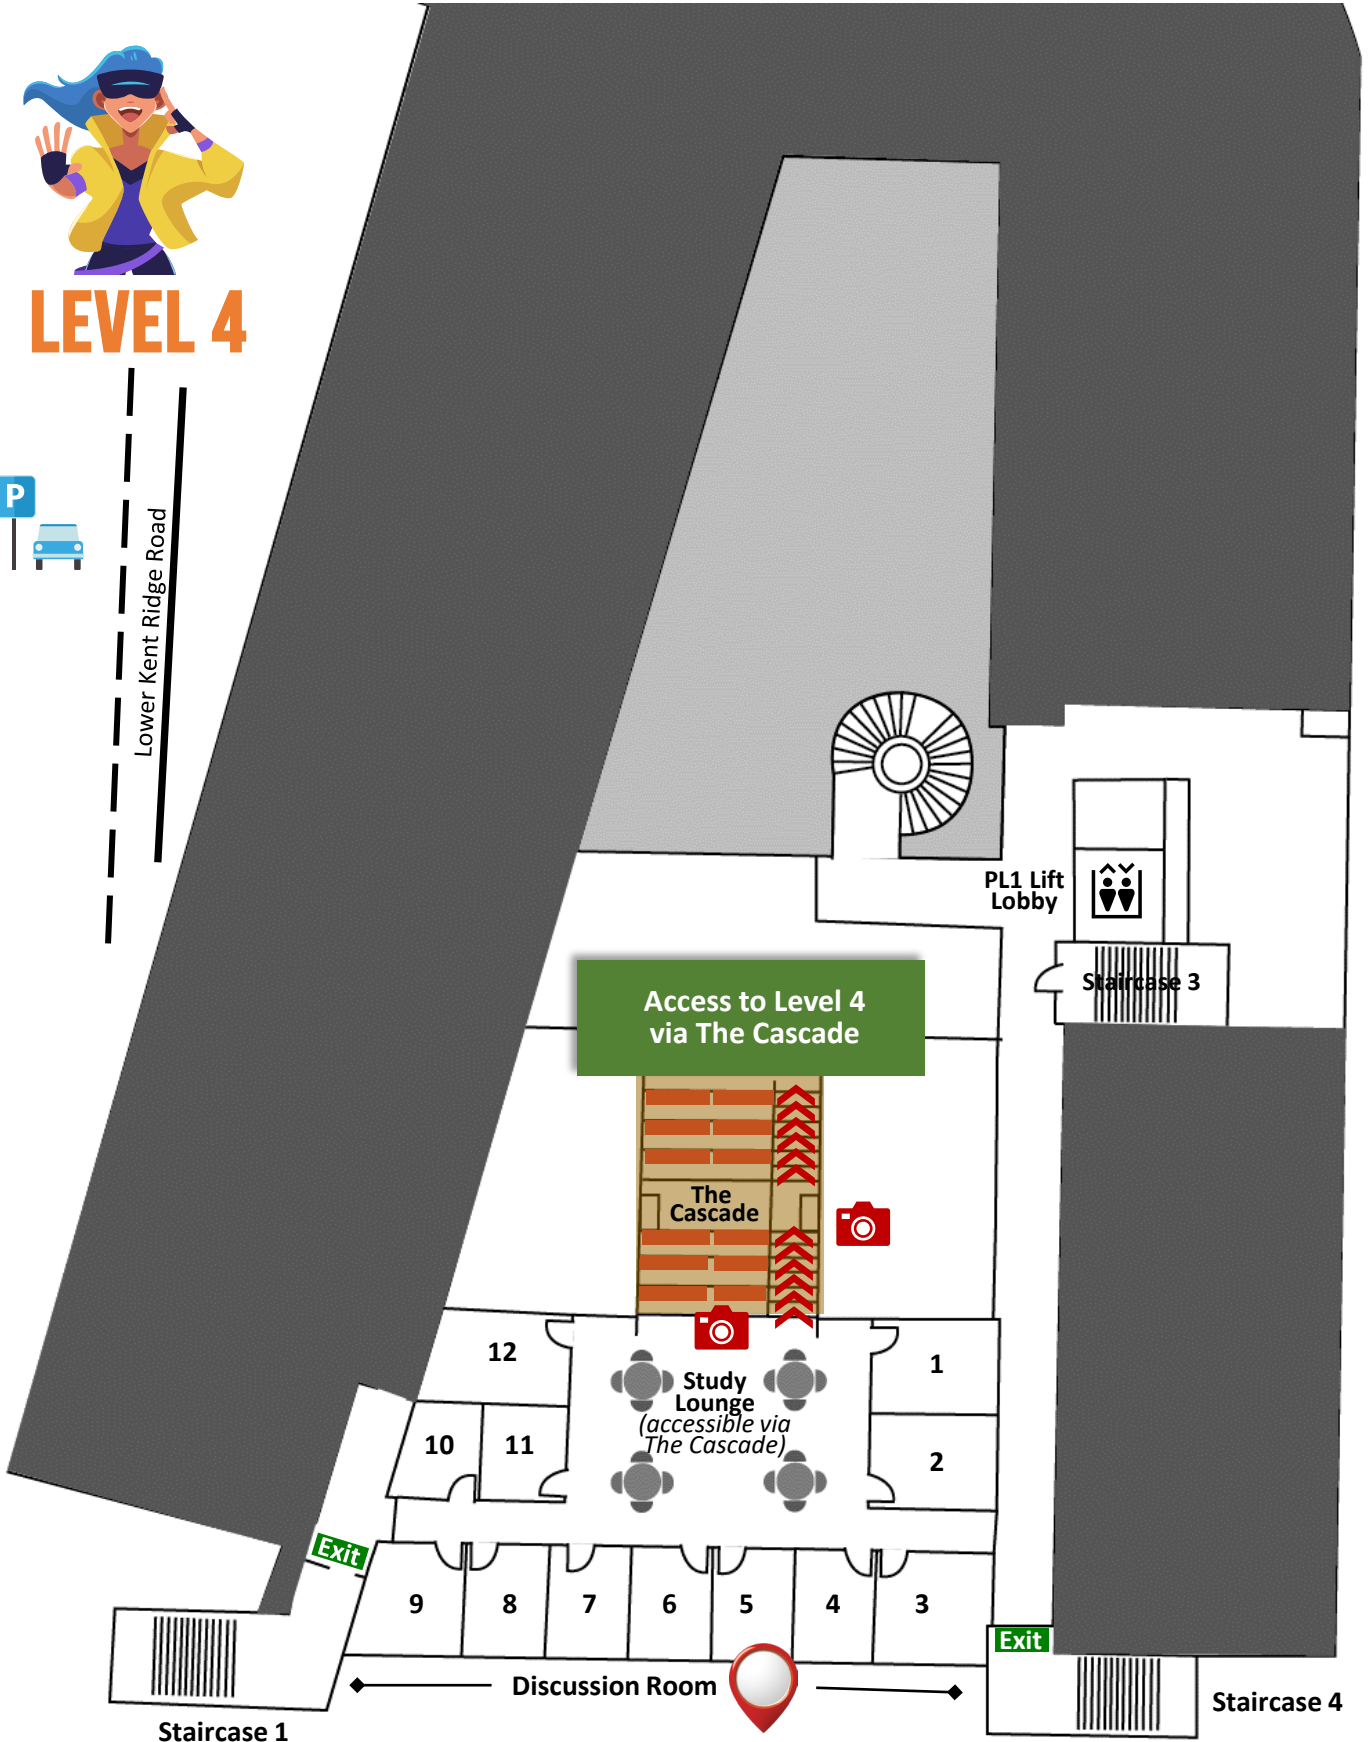 LEVEL 4
P
Lower Kent Ridge Road
PL1 Lift
Lobby
Staircase 3
Access to Level 4
via The Cascade
The
Cascade
12
1
Study
Lounge
(accessible via
The Cascade)
10
11
2
Exit
9
8
7
6
5
4
3
Exit
Discussion Room
Staircase 4
Staircase 1